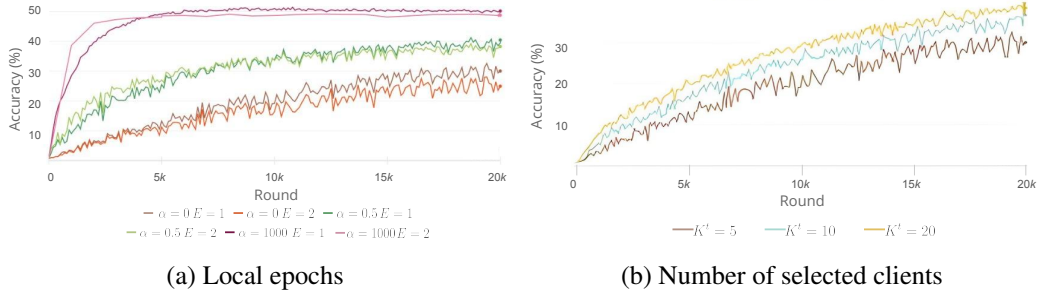 50
40
30
20
10
Accuracy (%)
0
5k
10k
15k
20k
Round
α = 0 E = 1
α = 0 E = 2
α = 0.5 E = 1
α = 0.5 E = 2
α = 1000 E = 1
α = 1000 E = 2
(a) Local epochs
30
20
10
Accuracy (%)
0
5k
10k
15k
20k
Round
K^t = 5
K^t = 10
K^t = 20
(b) Number of selected clients